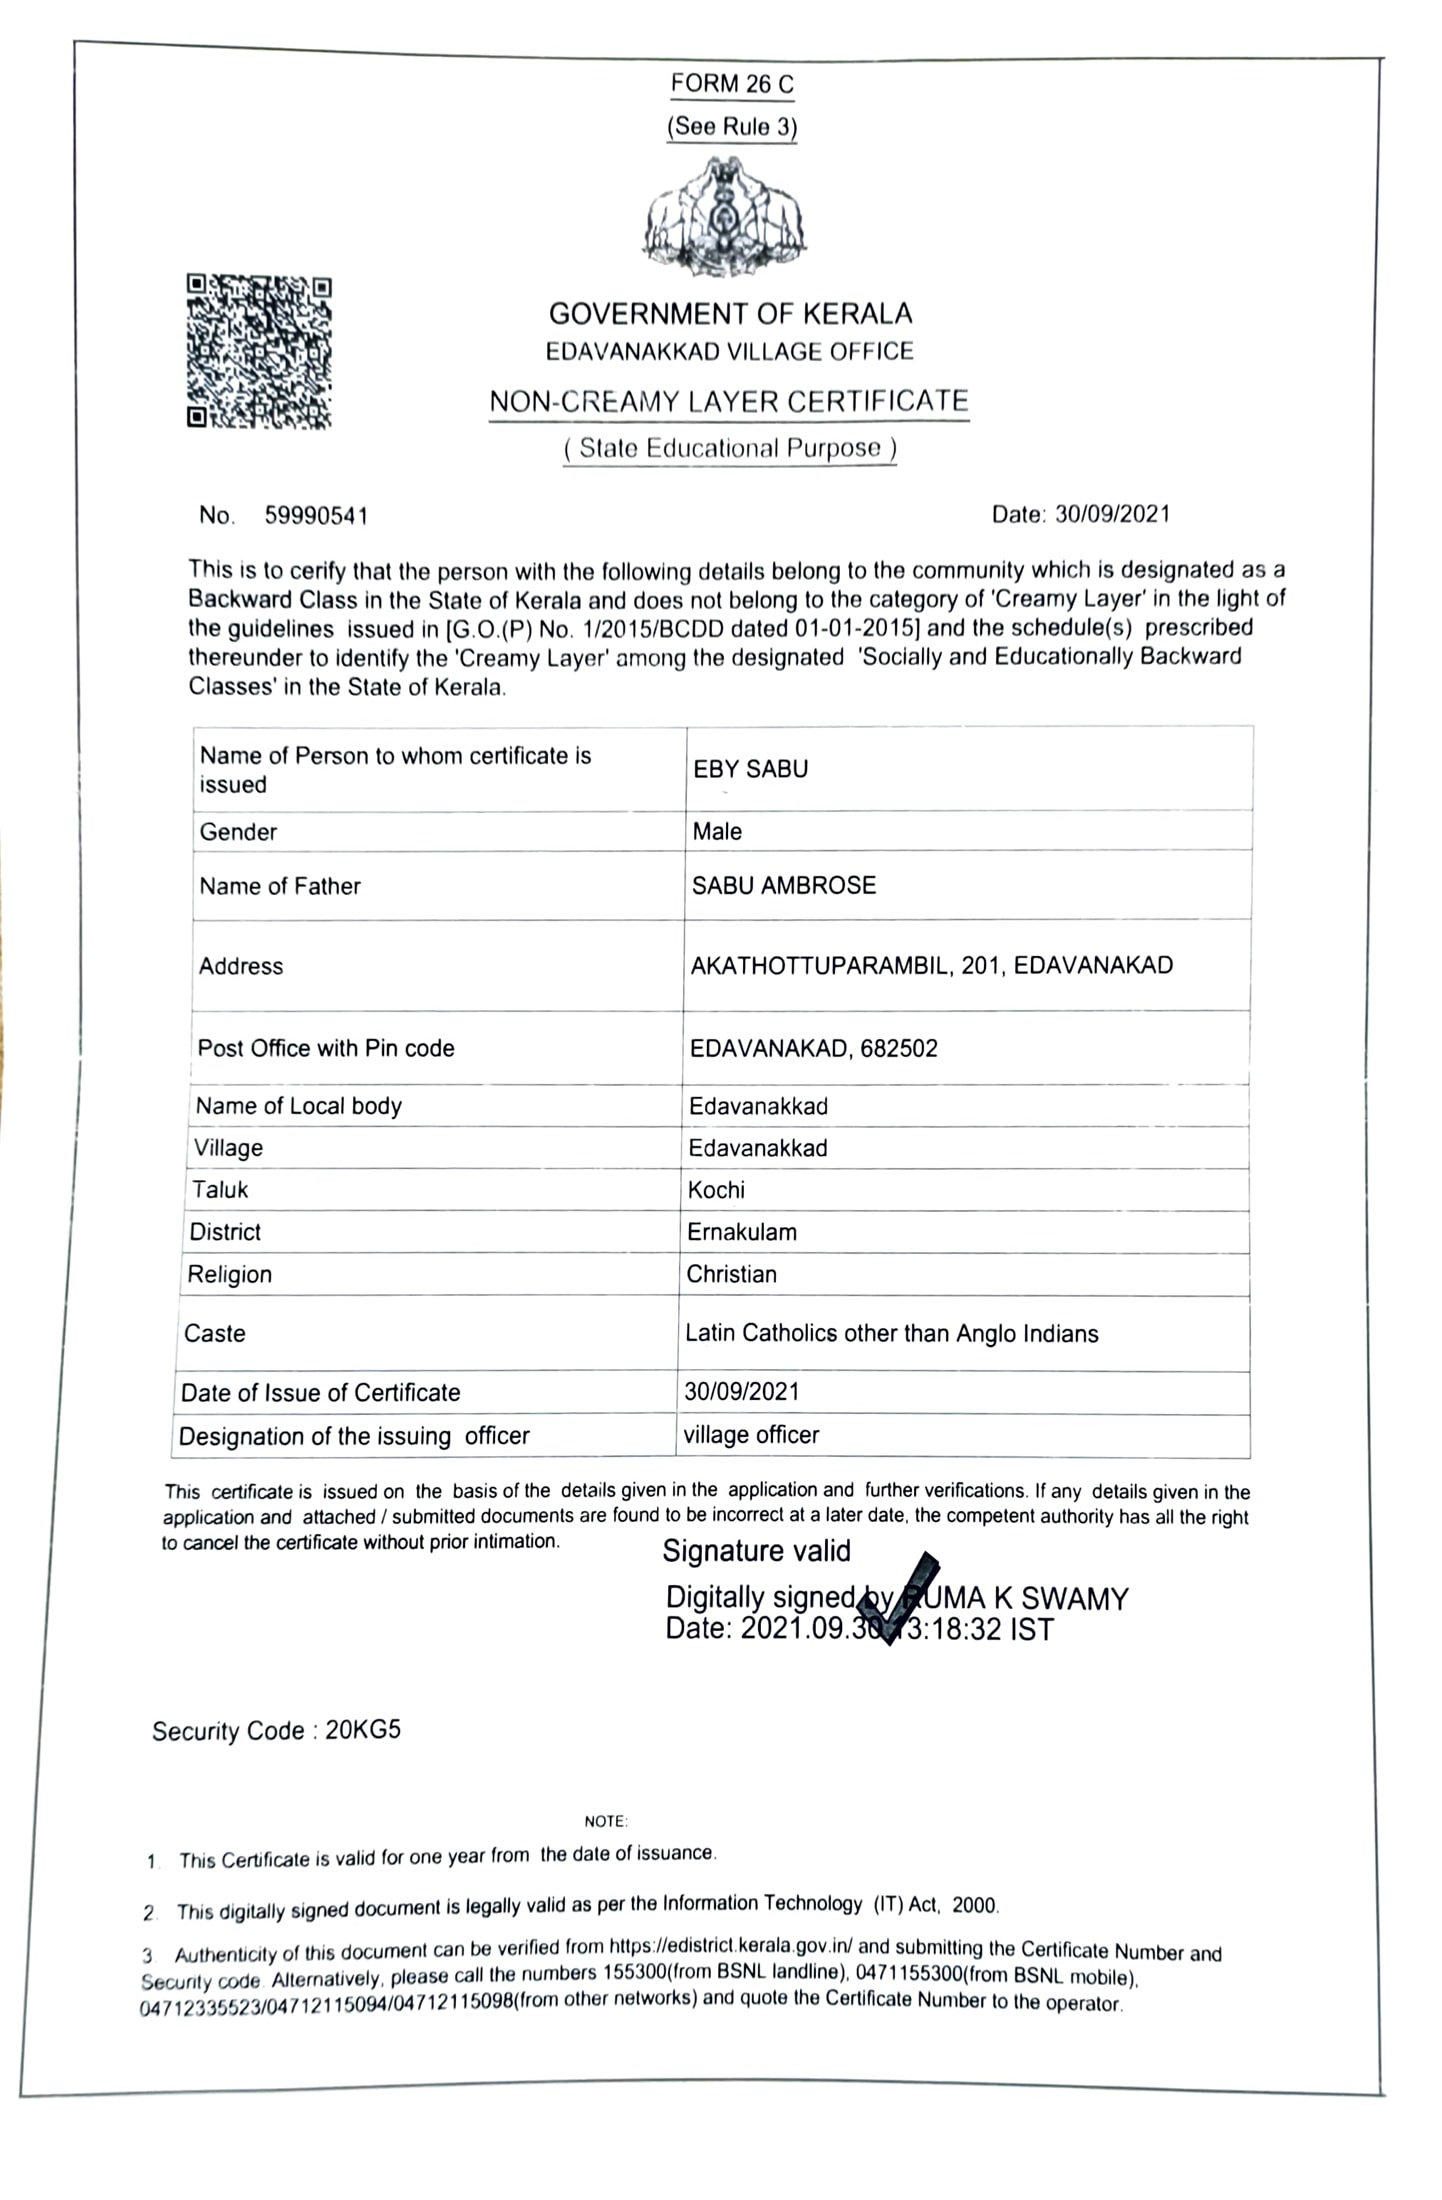 FORM 26 C
(See Rule 3)
GOVERNMENT OF KERALA
EDAVANAKKAD VILLAGE OFFICE
NON-CREAMY LAYER CERTIFICATE
( State Educational Purpose )
No. 59990541 Date: 30/09/2021
This is to cerify that the person with the following details belong to the community which is designated as a
Backward Class in the State of Kerala and does not belong to the category of 'Creamy Layer' in the light of
the guidelines issued in [G.O.(P) No. 1/2015/BCDD dated 01-01-2015] and the schedule(s) prescribed
thereunder to identify the 'Creamy Layer' among the designated 'Socially and Educationally Backward
Classes' in the State of Kerala.
Name of Person to whom certificate is
issued
EBY SABU
Gender Male
Name of Father SABU AMBROSE
Address AKATHOTTUPARAMBIL, 201, EDAVANAKAD
Post Office with Pin code EDAVANAKAD, 682502
Name of Local body Edavanakkad
Village Edavanakkad
Taluk Kochi
District Ernakulam
Religion Christian
Caste Latin Catholics other than Anglo Indians
Date of Issue of Certificate 30/09/2021
Designation of the issuing officer village officer
This certificate is issued on the basis of the details given in the application and further verifications. If any details given in the
application and attached / submitted documents are found to be incorrect at a later date, the competent authority has all the right
to cancel the certificate without prior intimation.
Signature valid
Digitally signed by K SWAMY
Date: 2021.09.30 13:18:32 IST
Security Code : 20KG5
NOTE:
1. This Certificate is valid for one year from the date of issuance.
2. This digitally signed document is legally valid as per the Information Technology (IT) Act, 2000.
3. Authenticity of this document can be verified from https://edistrict.kerala.gov.in/ and submitting the Certificate Number and
Security code. Alternatively, please call the numbers 155300(from BSNL landline), 0471155300(from BSNL mobile),
04712335523/04712115094/04712115098(from other networks) and quote the Certificate Number to the operator.